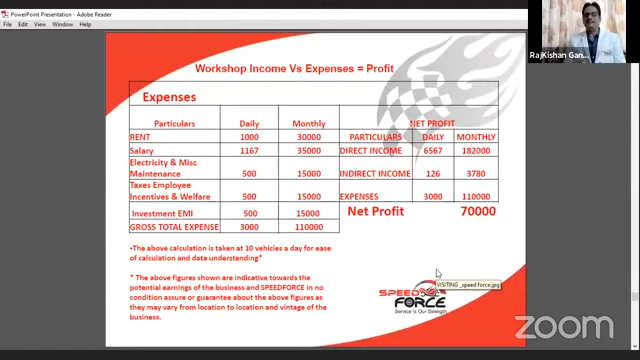 PowerPoint Presentation - Adobe Reader
File Edit View Window Help
RajKishan Gan...
Workshop Income Vs Expenses = Profit
Expenses
Particulars Daily Monthly NET PROFIT
RENT 1000 30000 PARTICULARS DAILY MONTHLY
Salary 1167 35000 DIRECT INCOME 6567 182000
Electricity & Misc
Maintenance 500 15000 INDIRECT INCOME 126 3780
Taxes Employee
Incentives & Welfare 500 15000 EXPENSES 3000 110000
Investment EMI 500 15000 Net Profit 70000
GROSS TOTAL EXPENSE 3000 110000
•The above calculation is taken at 10 vehicles a day for ease
of calculation and data understanding*
* The above figures shown are indicative towards the
potential earnings of the business and SPEEDFORCE in no
condition assure or guarantee about the above figures as
they may vary from location to location and vintage of the
business.
VISITING _speed force.jpg
SPEED
FORCE
Service is Our Strength
zoom